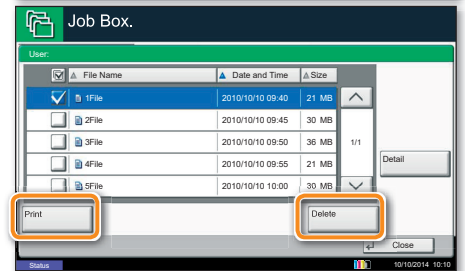 Job Box.
User:
File Name Date and Time Size
1File 2010/10/10 09:40 21 MB
2File 2010/10/10 09:45 30 MB
3File 2010/10/10 09:50 36 MB
1/1
4File 2010/10/10 09:55 21 MB
Detail
5File 2010/10/10 10:00 30 MB
Print Delete
Close
Status 10/10/2014 10:10